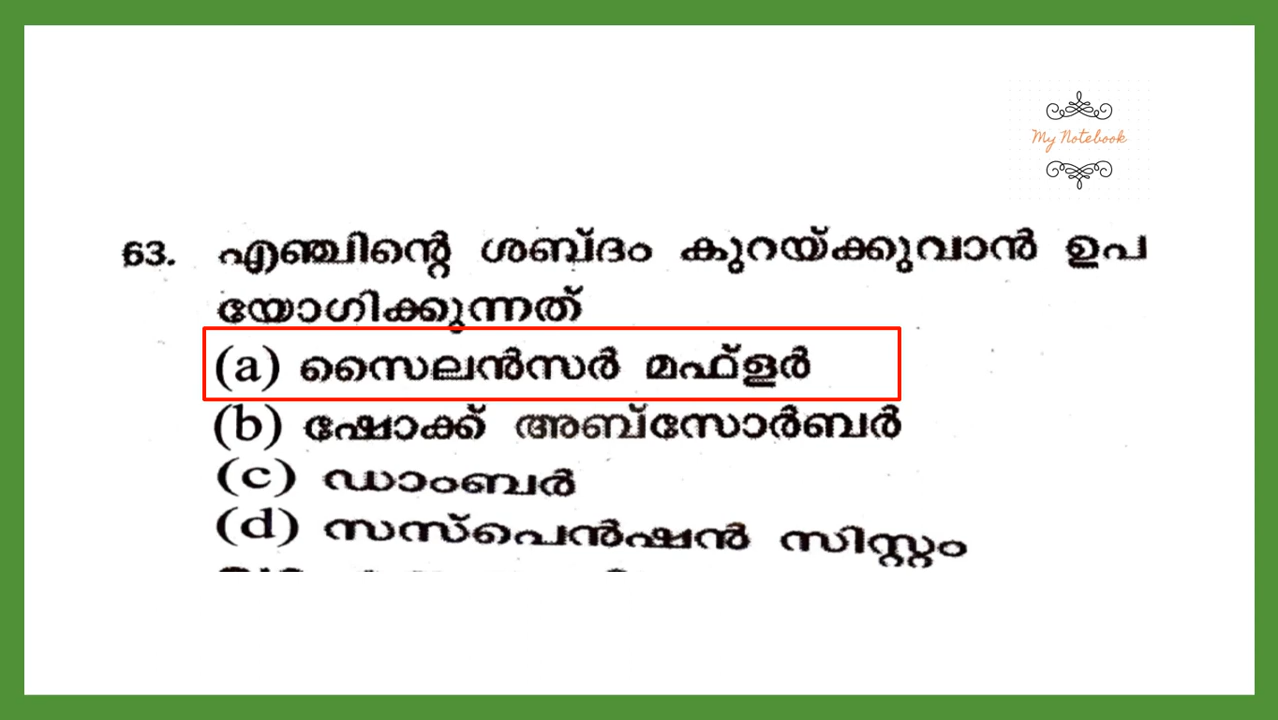 My Notebook
63. എഞ്ചിന്റെ ശബ്ദം കുറയ്ക്കുവാൻ ഉപ
യോഗിക്കുന്നത്
(a) സൈലൻസർ മഫ്ളർ
(b) ഷോക്ക് അബ്സോർബർ
(c) ഡാംബർ
(d) സസ്പെൻഷൻ സിസ്റ്റം